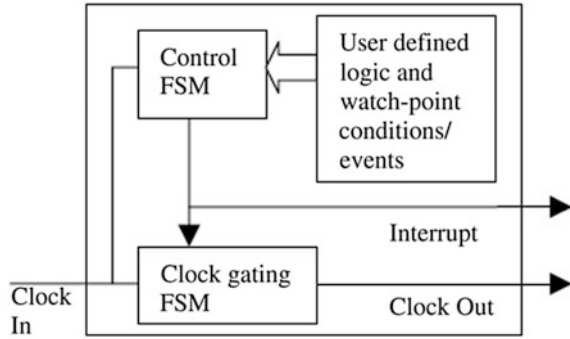 Control
FSM
User defined
logic and
watch-point
conditions/
events
Interrupt
Clock gating
FSM
Clock
In
Clock Out